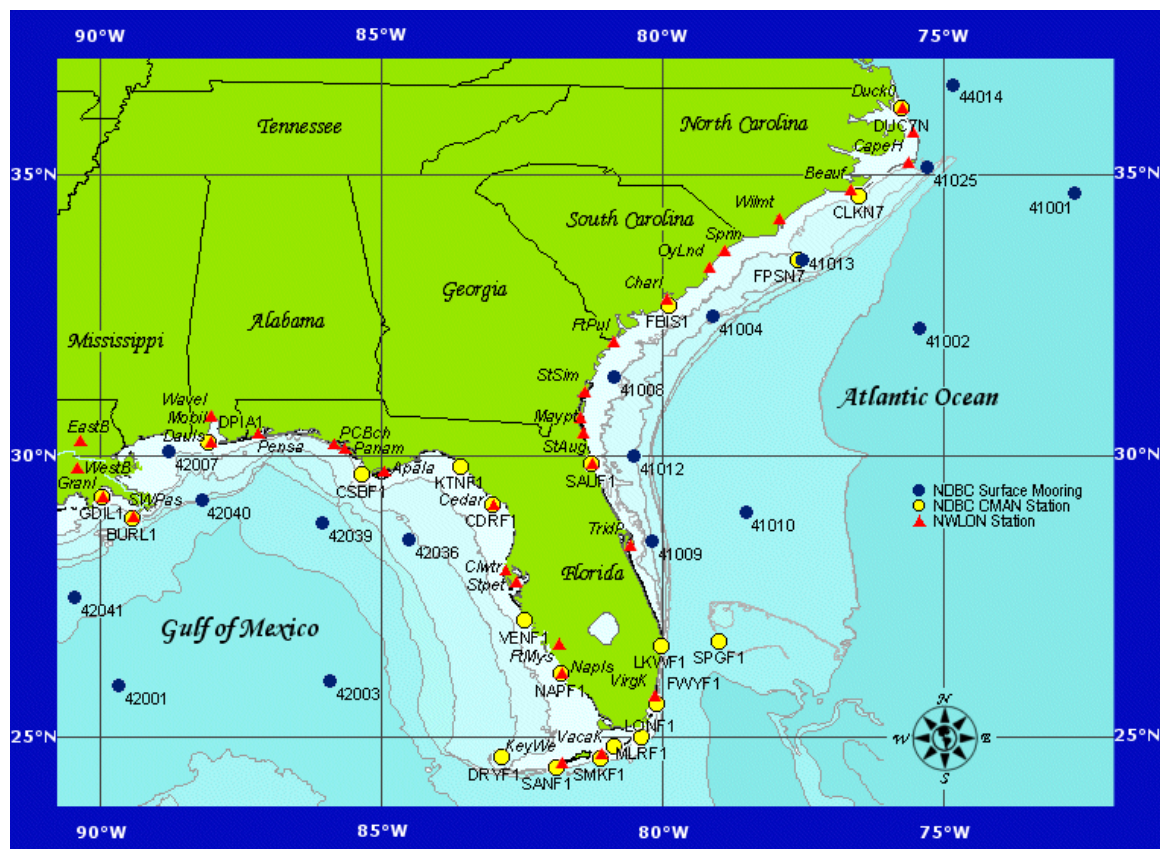 90°W 85°W 80°W 75°W
Duck0
44014
Tennessee
North Carolina
DUC7N
CapeH
35°N
35°N
Beauf
41025
41001
CLKN7
Wilmt
South Carolina
Sprin
OyLnd
41013
FPSN7
Charl
Georgia
FBIS1
41004
FtPul
Alabama
41002
Mississippi
StSim
41008
Atlantic Ocean
Wavel
Mobil
DPIA1
Maypt
EastB
Dauls
PCBch
Pensa
Panam
StAug
30°N
30°N
42007
WestB
Apala
41012
Granl
CSBF1
KTNF1
SAUF1
NDBC Surface Mooring
SWPas
Cedar
GDIL1
42040
CDRF1
41010
NDBC CMAN Station
BURL1
42039
TridP
NWLON Station
42036
41009
Clwtr
Florida
Stpet
42041
Gulf of Mexico
VENF1
FtMys
LKWF1
SPGF1
Napls
VirgK
FWYF1
42001
42003
NAPF1
LONF1
25°N
25°N
KeyWe
VacaK
MLRF1
N
W E
S
DRYF1
SANF1
SMKF1
90°W 85°W 80°W 75°W